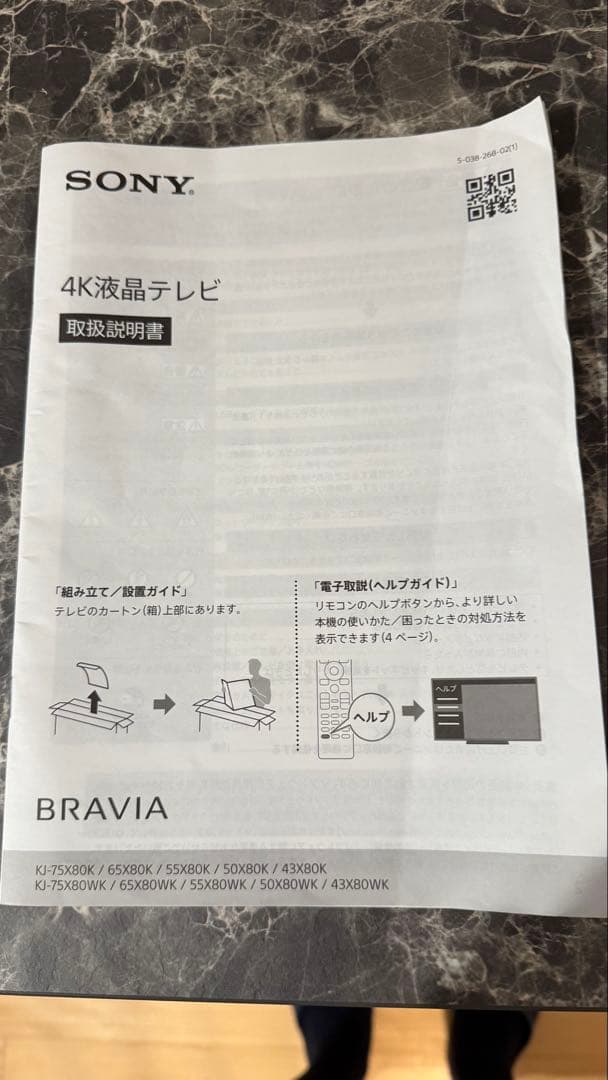 SONY®
5-038-268-02(1)
4K液晶テレビ
取扱説明書
「組み立て／設置ガイド」
テレビのカートン(箱)上部にあります。
「電子取説(ヘルプガイド)」
リモコンのヘルプボタンから、より詳しい
本機の使いかた／困ったときの対処方法を
表示できます(4 ページ)。
ヘルプ
ヘルプ
BRAVIA
KJ-75X80K / 65X80K / 55X80K / 50X80K / 43X80K
KJ-75X80WK / 65X80WK / 55X80WK / 50X80WK / 43X80WK